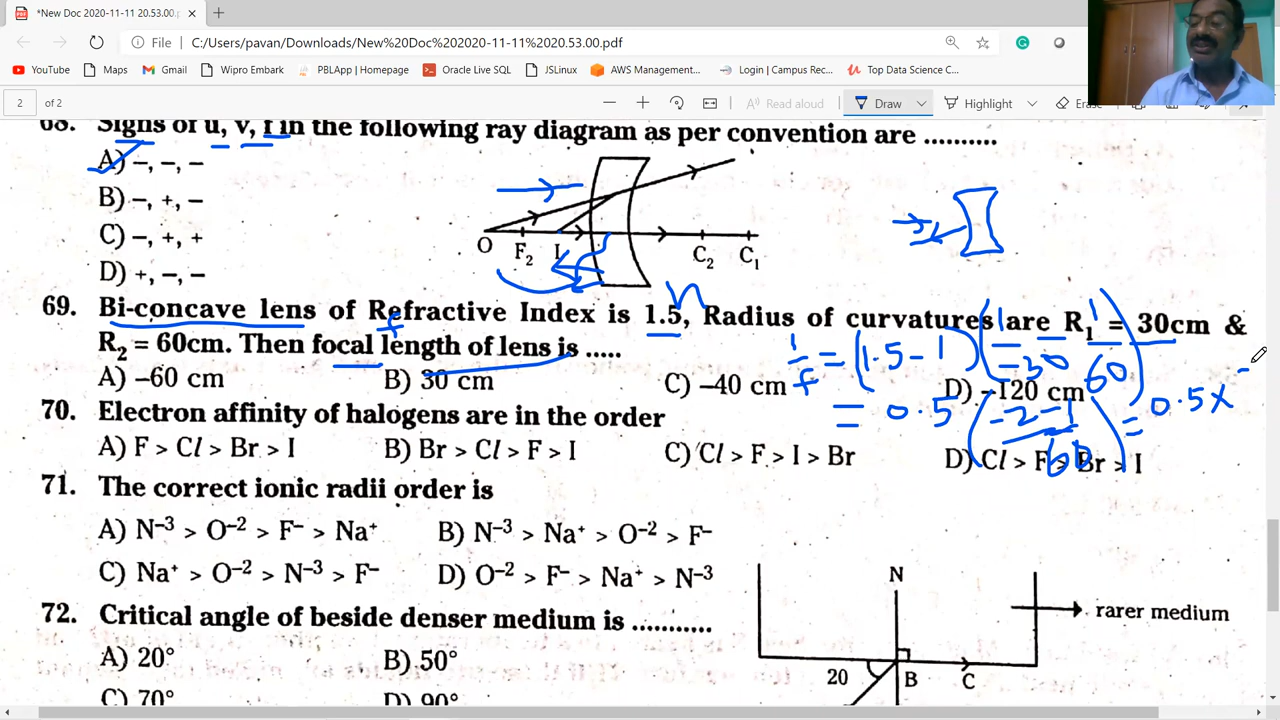 *New Doc 2020-11-11 20.53.00.p
File C:/Users/pavan/Downloads/New%20Doc%202020-11-11%2020.53.00.pdf
YouTube Maps Gmail Wipro Embark PBLApp | Homepage Oracle Live SQL JSLinux AWS Management... Login | Campus Rec... Top Data Science C...
2 of 2 Read aloud Draw Highlight Erase
68. Signs of u, v, f in the following ray diagram as per convention are ..........
A) –, –, –
B) –, +, –
C) –, +, +
D) +, –, –
O F₂ I C₂ C₁
69. Bi-concave lens of Refractive Index is 1.5, Radius of curvatures are R₁ = 30cm &
R₂ = 60cm. Then focal length of lens is .....
A) –60 cm B) 30 cm C) –40 cm D) –120 cm
n
f
1/f = (1.5 - 1) (1/-30 - 1/60)
= 0.5 (-2-1/60) = 0.5 x -
70. Electron affinity of halogens are in the order
A) F > Cl > Br > I B) Br > Cl > F > I C) Cl > F > I > Br D) Cl > F > Br > I
71. The correct ionic radii order is
A) N⁻³ > O⁻² > F⁻ > Na⁺ B) N⁻³ > Na⁺ > O⁻² > F⁻
C) Na⁺ > O⁻² > N⁻³ > F⁻ D) O⁻² > F⁻ > Na⁺ > N⁻³
72. Critical angle of beside denser medium is ...........
A) 20° B) 50°
C) 70° D) 90°
N
rarer medium
20 B C